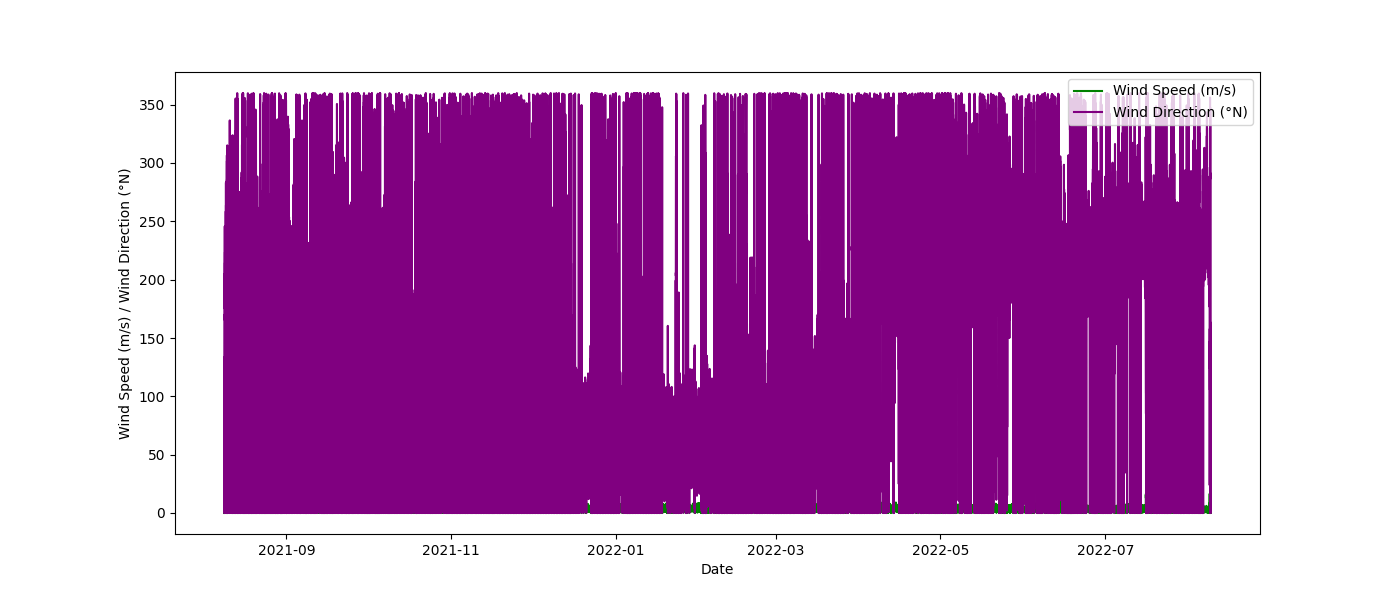 Wind Speed (m/s)
Wind Direction (°N)
Wind Speed (m/s) / Wind Direction (°N)
350
300
250
200
150
100
50
0
2021-09 2021-11 2022-01 2022-03 2022-05 2022-07
Date